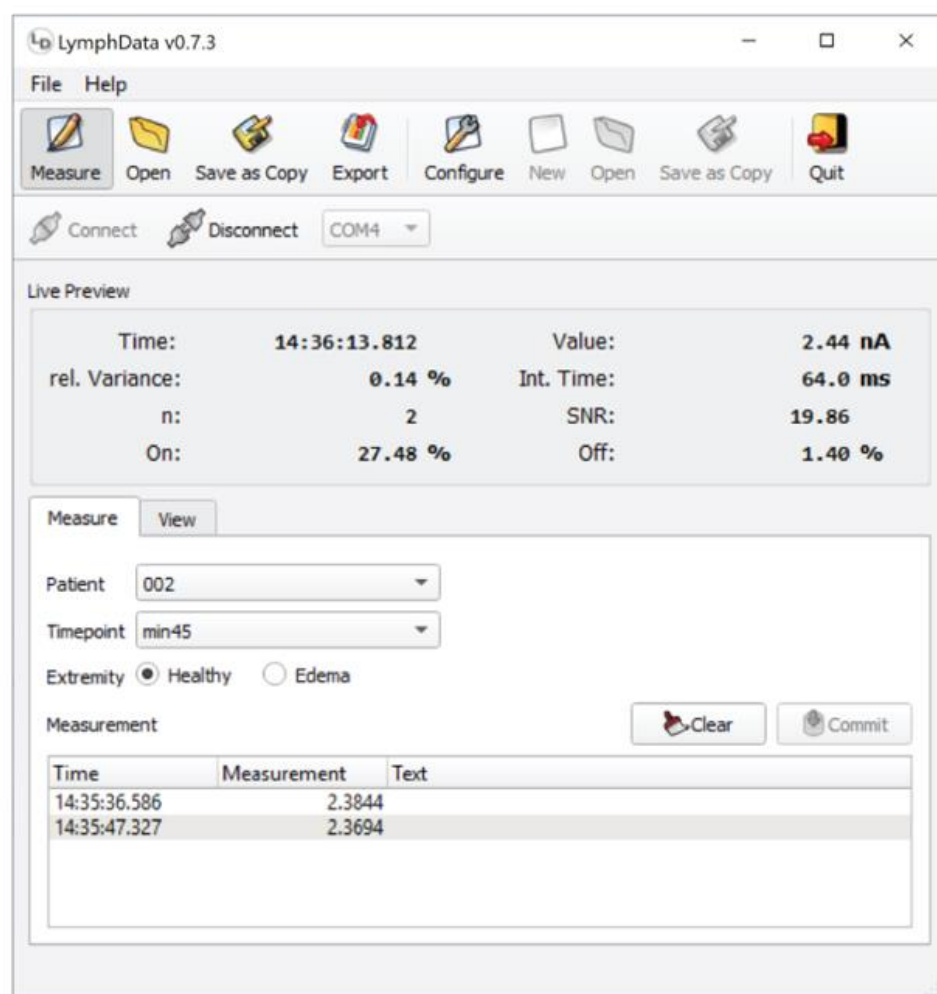 LD LymphData v0.7.3
File Help
Measure Open Save as Copy Export Configure New Open Save as Copy Quit
Connect Disconnect COM4
Live Preview
Time: 14:36:13.812 Value: 2.44 nA
rel. Variance: 0.14 % Int. Time: 64.0 ms
n: 2 SNR: 19.86
On: 27.48 % Off: 1.40 %
Measure View
Patient 002
Timepoint min45
Extremity Healthy Edema
Measurement Clear Commit
Time Measurement Text
14:35:36.586 2.3844
14:35:47.327 2.3694